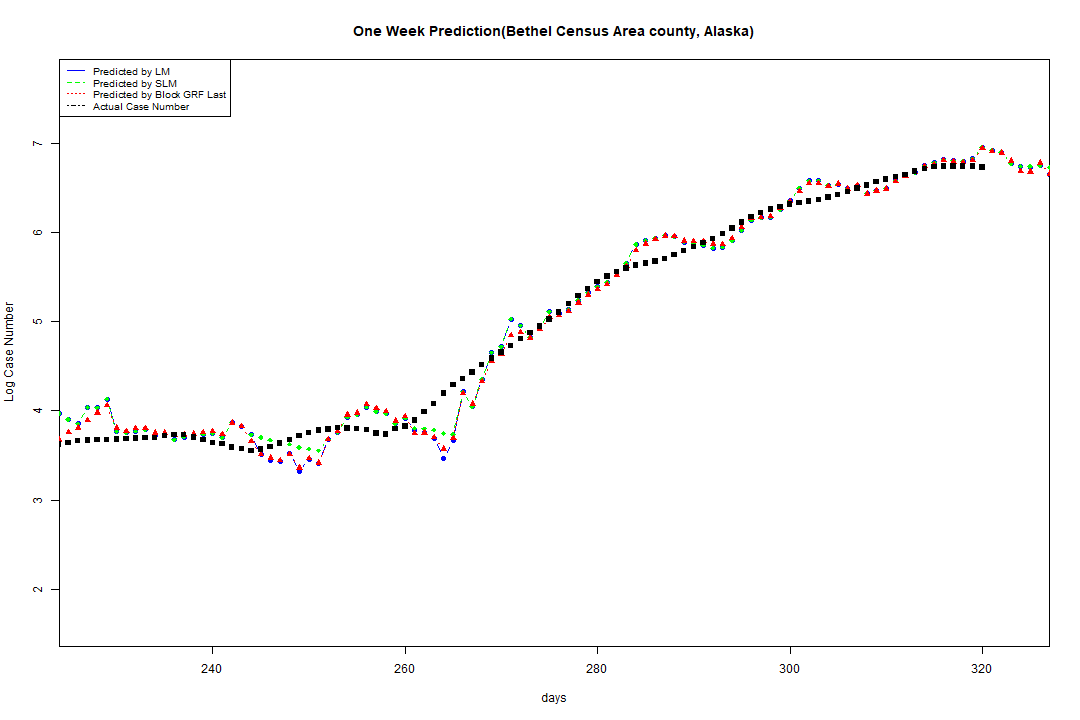 One Week Prediction(Bethel Census Area county, Alaska)
Predicted by LM
Predicted by SLM
Predicted by Block GRF Last
Actual Case Number
Log Case Number
7
6
5
4
3
2
240
260
280
300
320
days